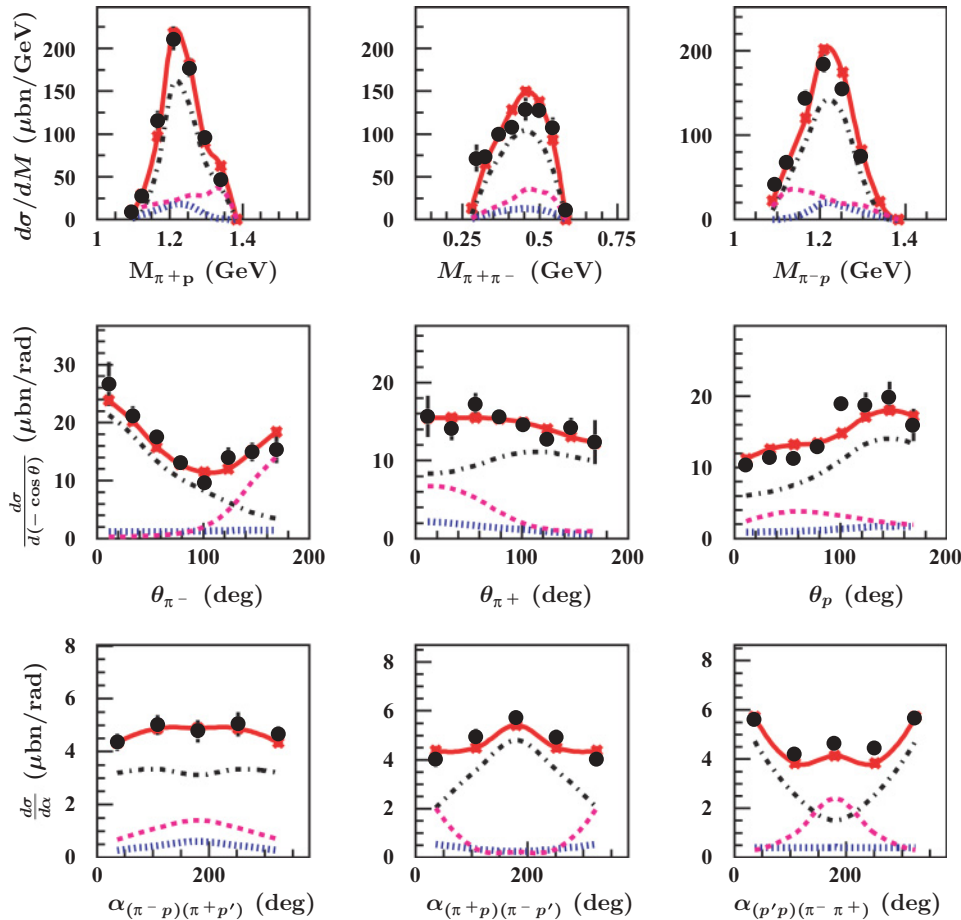 dσ/dM (μbn/GeV)
200
150
100
50
0
200
150
100
50
0
200
150
100
50
0
1 1.2 1.4
0.25 0.5 0.75
1 1.2 1.4
M_{π+p} (GeV)
M_{π+π−} (GeV)
M_{π−p} (GeV)
dσ/d(− cos θ) (μbn/rad)
30
20
10
0
20
10
0
20
10
0
0 100 200
0 100 200
0 100 200
θ_{π−} (deg)
θ_{π+} (deg)
θ_p (deg)
dσ/dα (μbn/rad)
8
6
4
2
0
8
6
4
2
0
8
6
4
2
0
0 200
0 200
0 200
α_{(π−p)(π+p′)} (deg)
α_{(π+p)(π−p′)} (deg)
α_{(p′p)(π−π+)} (deg)